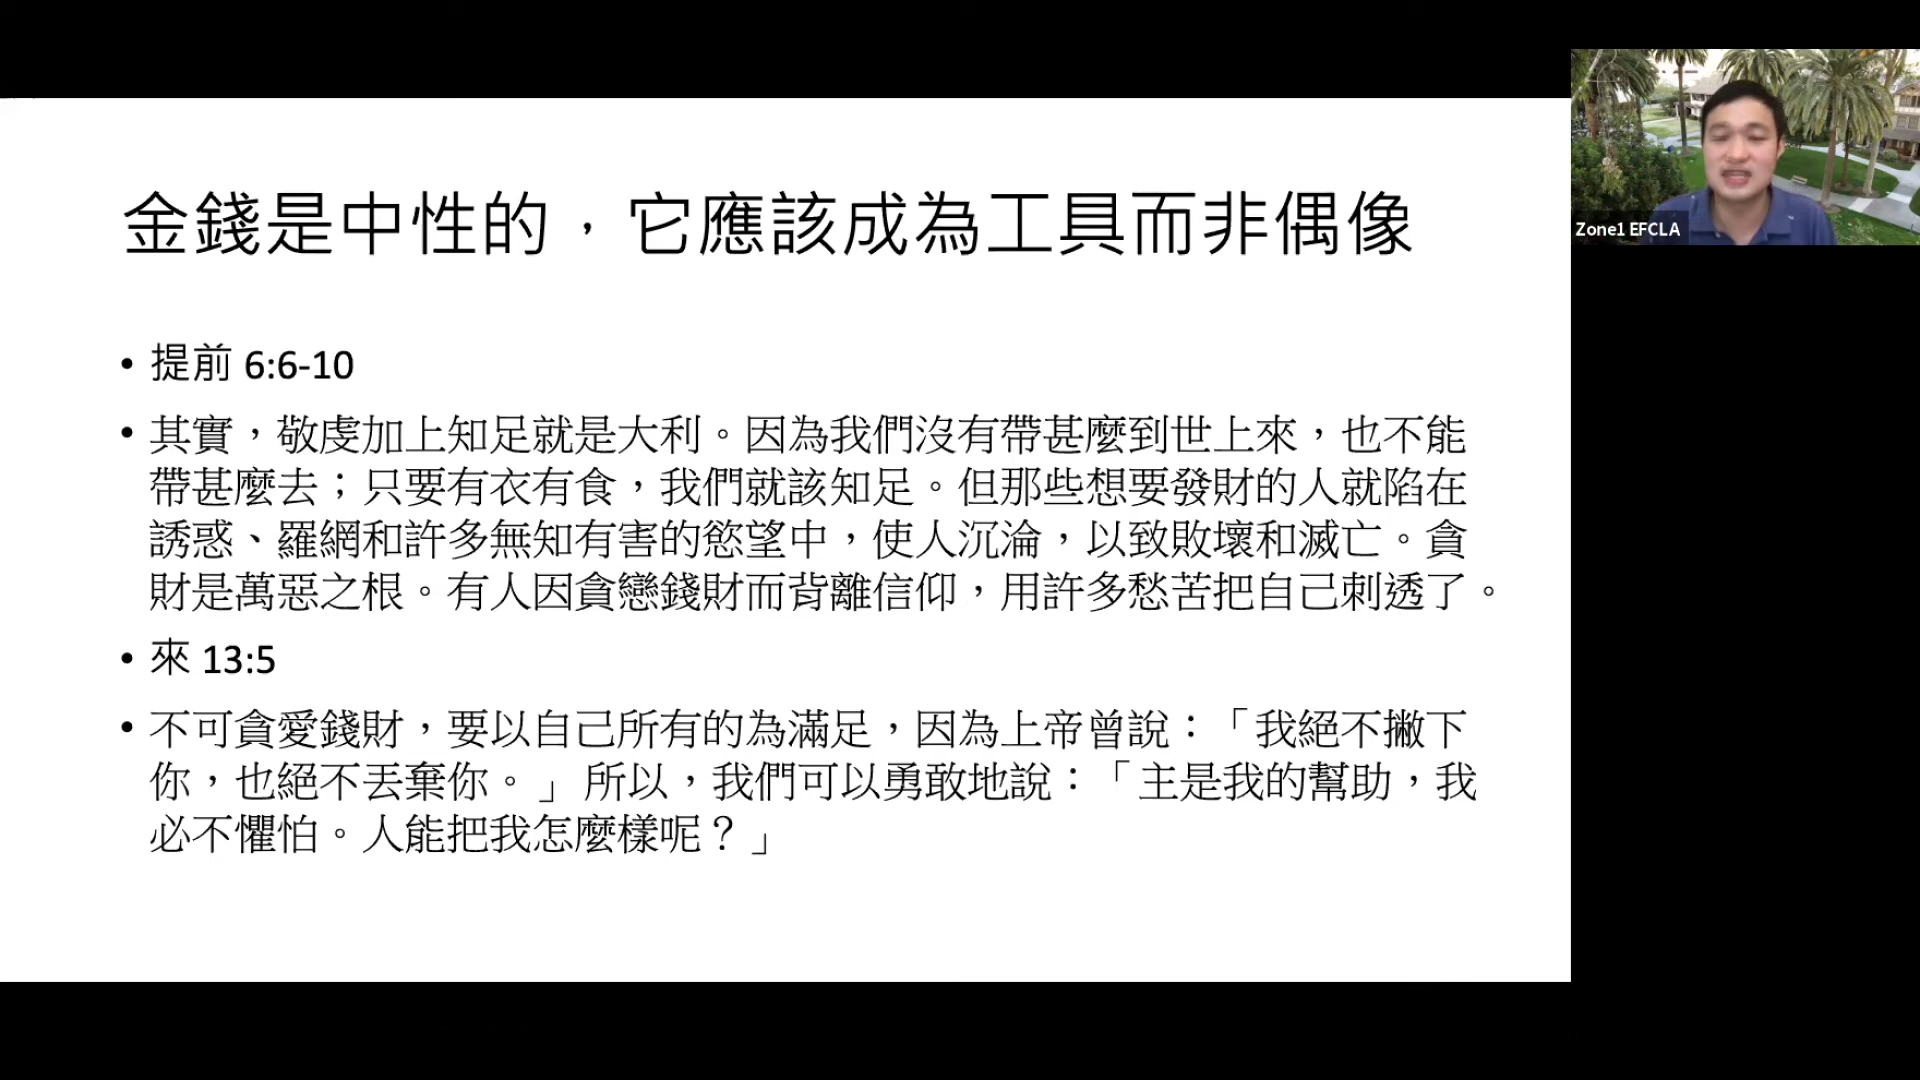 金錢是中性的，它應該成為工具而非偶像
• 提前 6:6-10
• 其實，敬虔加上知足就是大利。因為我們沒有帶甚麼到世上來，也不能
帶甚麼去；只要有衣有食，我們就該知足。但那些想要發財的人就陷在
誘惑、羅網和許多無知有害的慾望中，使人沉淪，以致敗壞和滅亡。貪
財是萬惡之根。有人因貪戀錢財而背離信仰，用許多愁苦把自己刺透了。
• 來 13:5
• 不可貪愛錢財，要以自己所有的為滿足，因為上帝曾說：「我絕不撇下
你，也絕不丟棄你。」 所以，我們可以勇敢地說：「主是我的幫助，我
必不懼怕。人能把我怎麼樣呢？」
Zone1 EFCLA